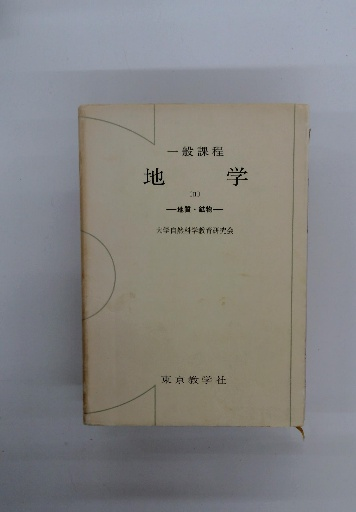 一般課程
地 学
〔II〕
―地質・鉱物―
大学自然科学教育研究会
東京教学社